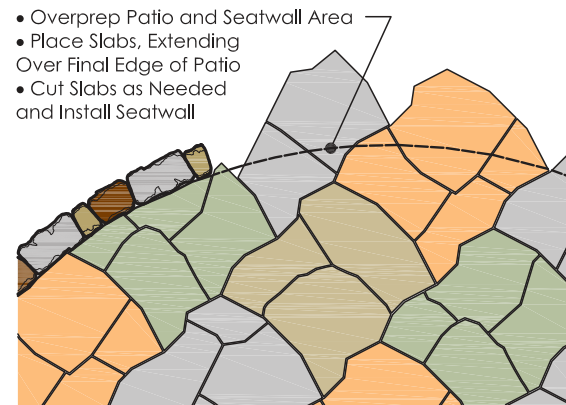 • Overprep Patio and Seatwall Area
• Place Slabs, Extending
Over Final Edge of Patio
• Cut Slabs as Needed
and Install Seatwall